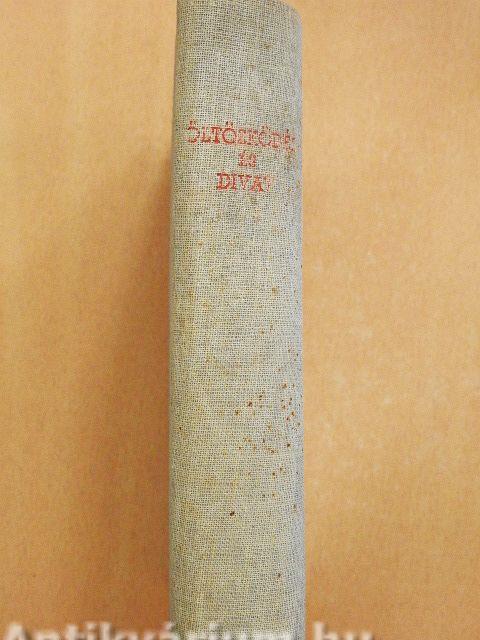 ÖLTÖZKÖDÉS
ÉS
DIVAT
Antikvárium.hu